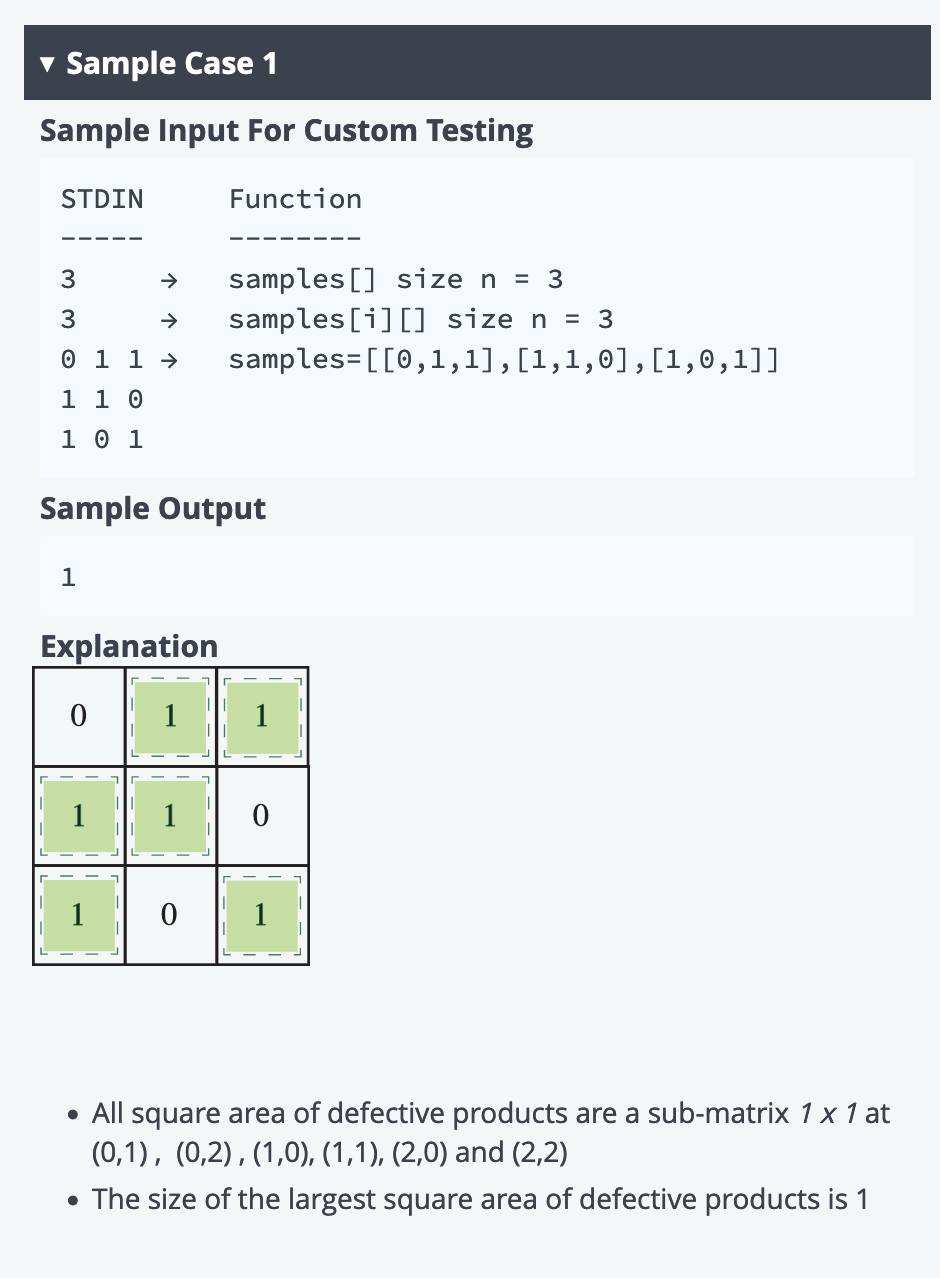 ▼ Sample Case 1
Sample Input For Custom Testing
STDIN     Function
-----     --------
3     →   samples[] size n = 3
3     →   samples[i][] size n = 3
0 1 1 →   samples=[[0,1,1],[1,1,0],[1,0,1]]
1 1 0
1 0 1
Sample Output
1
Explanation
0 1 1
1 1 0
1 0 1
• All square area of defective products are a sub-matrix 1 x 1 at
(0,1) ,  (0,2) , (1,0), (1,1), (2,0) and (2,2)
• The size of the largest square area of defective products is 1